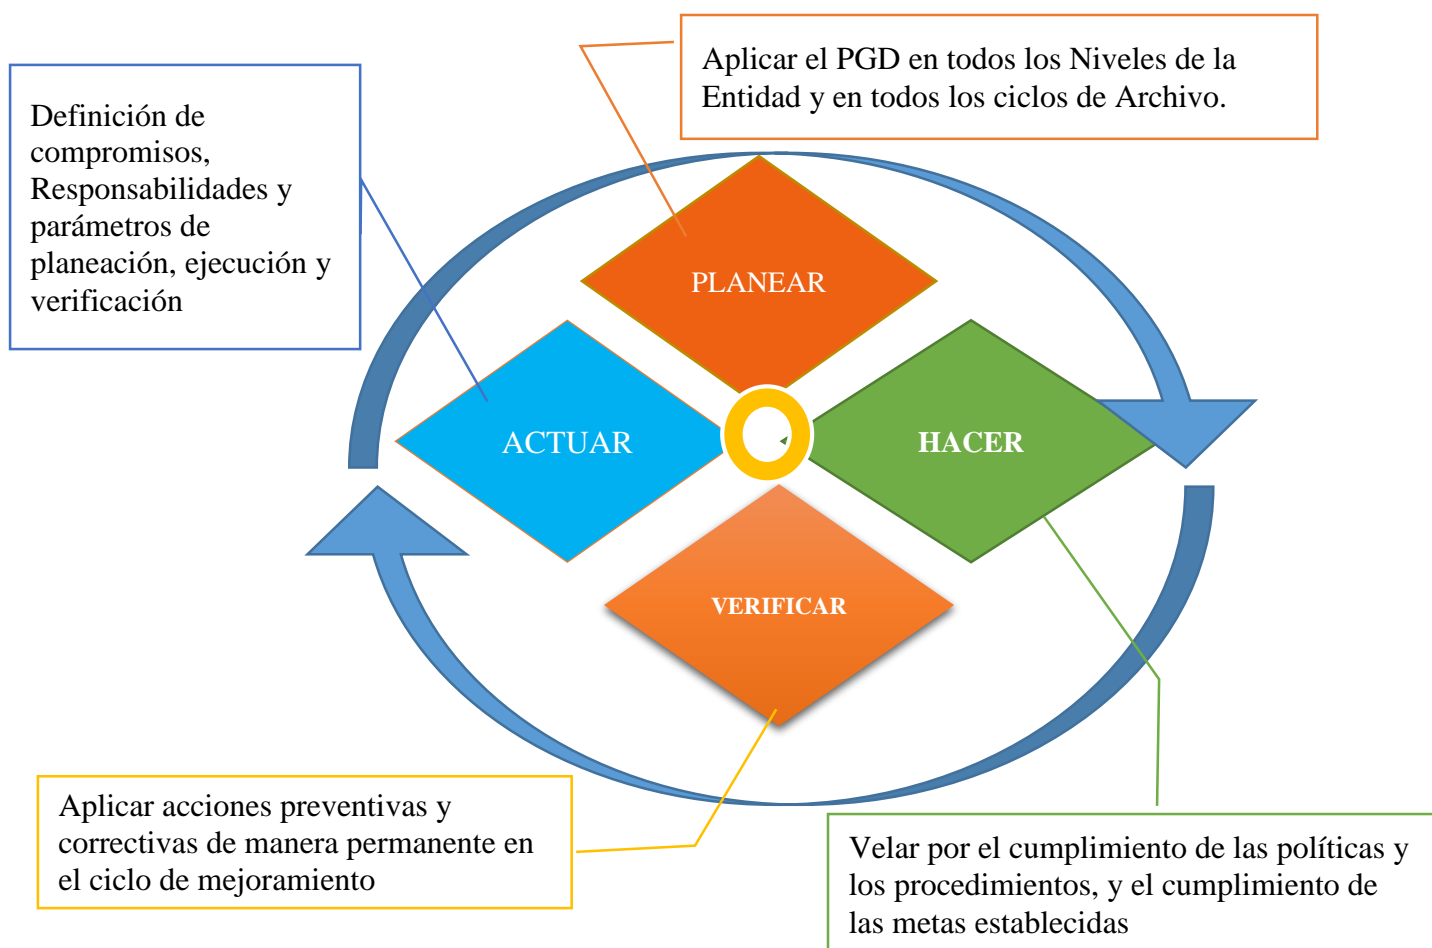 Aplicar el PGD en todos los Niveles de la
Entidad y en todos los ciclos de Archivo.
Definición de
compromisos,
Responsabilidades y
parámetros de
planeación, ejecución y
verificación
PLANEAR
ACTUAR
HACER
VERIFICAR
Aplicar acciones preventivas y
correctivas de manera permanente en
el ciclo de mejoramiento
Velar por el cumplimiento de las políticas y
los procedimientos, y el cumplimiento de
las metas establecidas